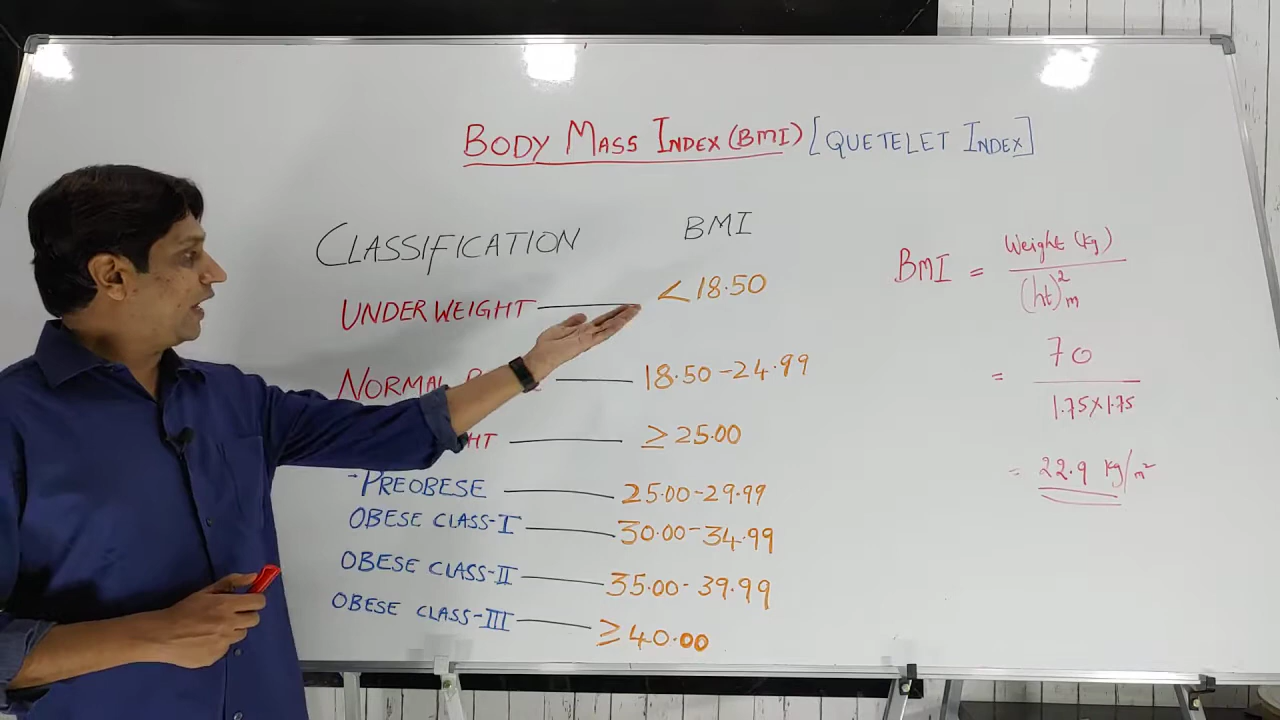 BODY MASS INDEX (BMI) [QUETELET INDEX]
CLASSIFICATION BMI
UNDERWEIGHT < 18.50
NORMAL 18.50 - 24.99
≥ 25.00
- PREOBESE 25.00 - 29.99
OBESE CLASS-I 30.00 - 34.99
OBESE CLASS-II 35.00 - 39.99
OBESE CLASS-III ≥ 40.00
BMI = Weight (kg) / (ht)²m
= 70 / 1.75 X 1.75
= 22.9 kg/m²